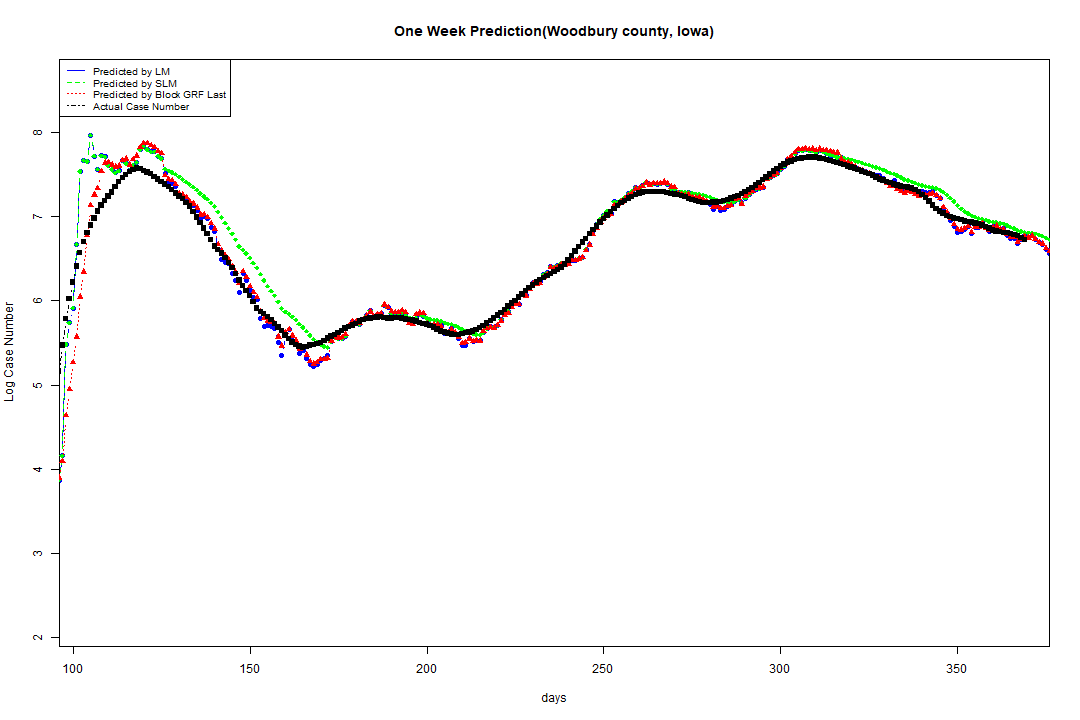 One Week Prediction(Woodbury county, Iowa)
Predicted by LM
Predicted by SLM
Predicted by Block GRF Last
Actual Case Number
8
7
6
5
4
3
2
Log Case Number
100 150 200 250 300 350
days